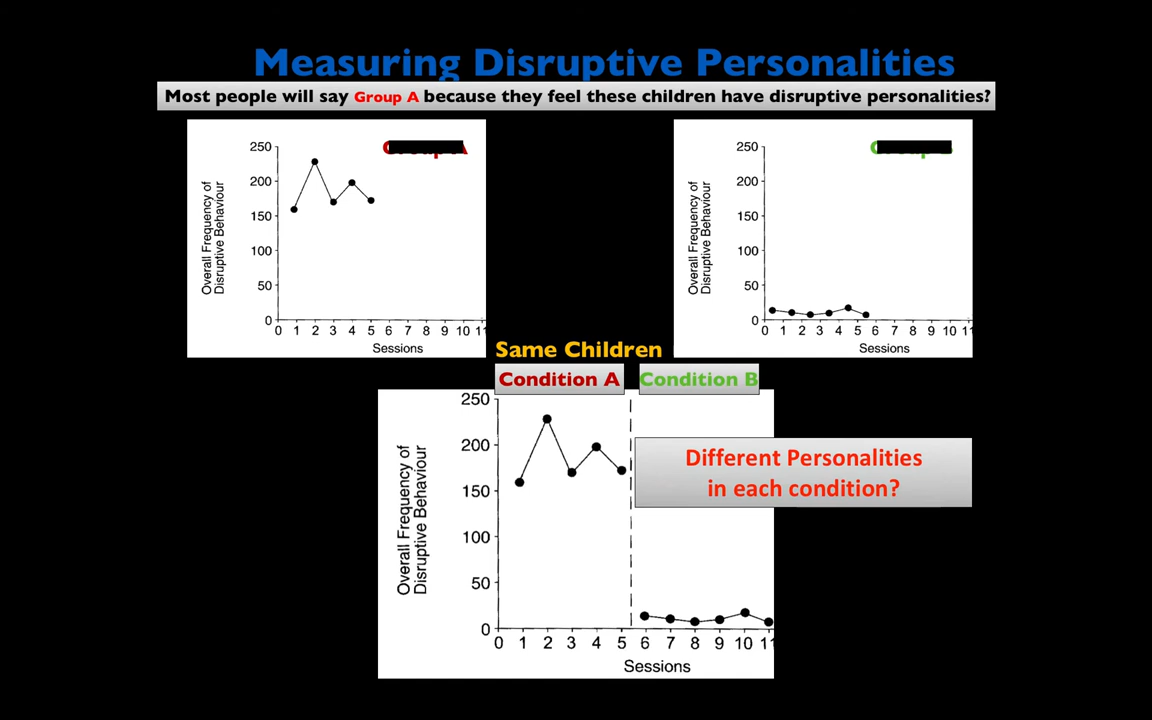 Measuring Disruptive Personalities
Most people will say Group A because they feel these children have disruptive personalities?
250
200
150
100
50
0
Overall Frequency of
Disruptive Behaviour
0 1 2 3 4 5 6 7 8 9 10 11
Sessions
250
200
150
100
50
0
Overall Frequency of
Disruptive Behaviour
0 1 2 3 4 5 6 7 8 9 10 11
Sessions
Same Children
Condition A
Condition B
250
200
150
100
50
0
Overall Frequency of
Disruptive Behaviour
Different Personalities
in each condition?
0 1 2 3 4 5 6 7 8 9 10 11
Sessions